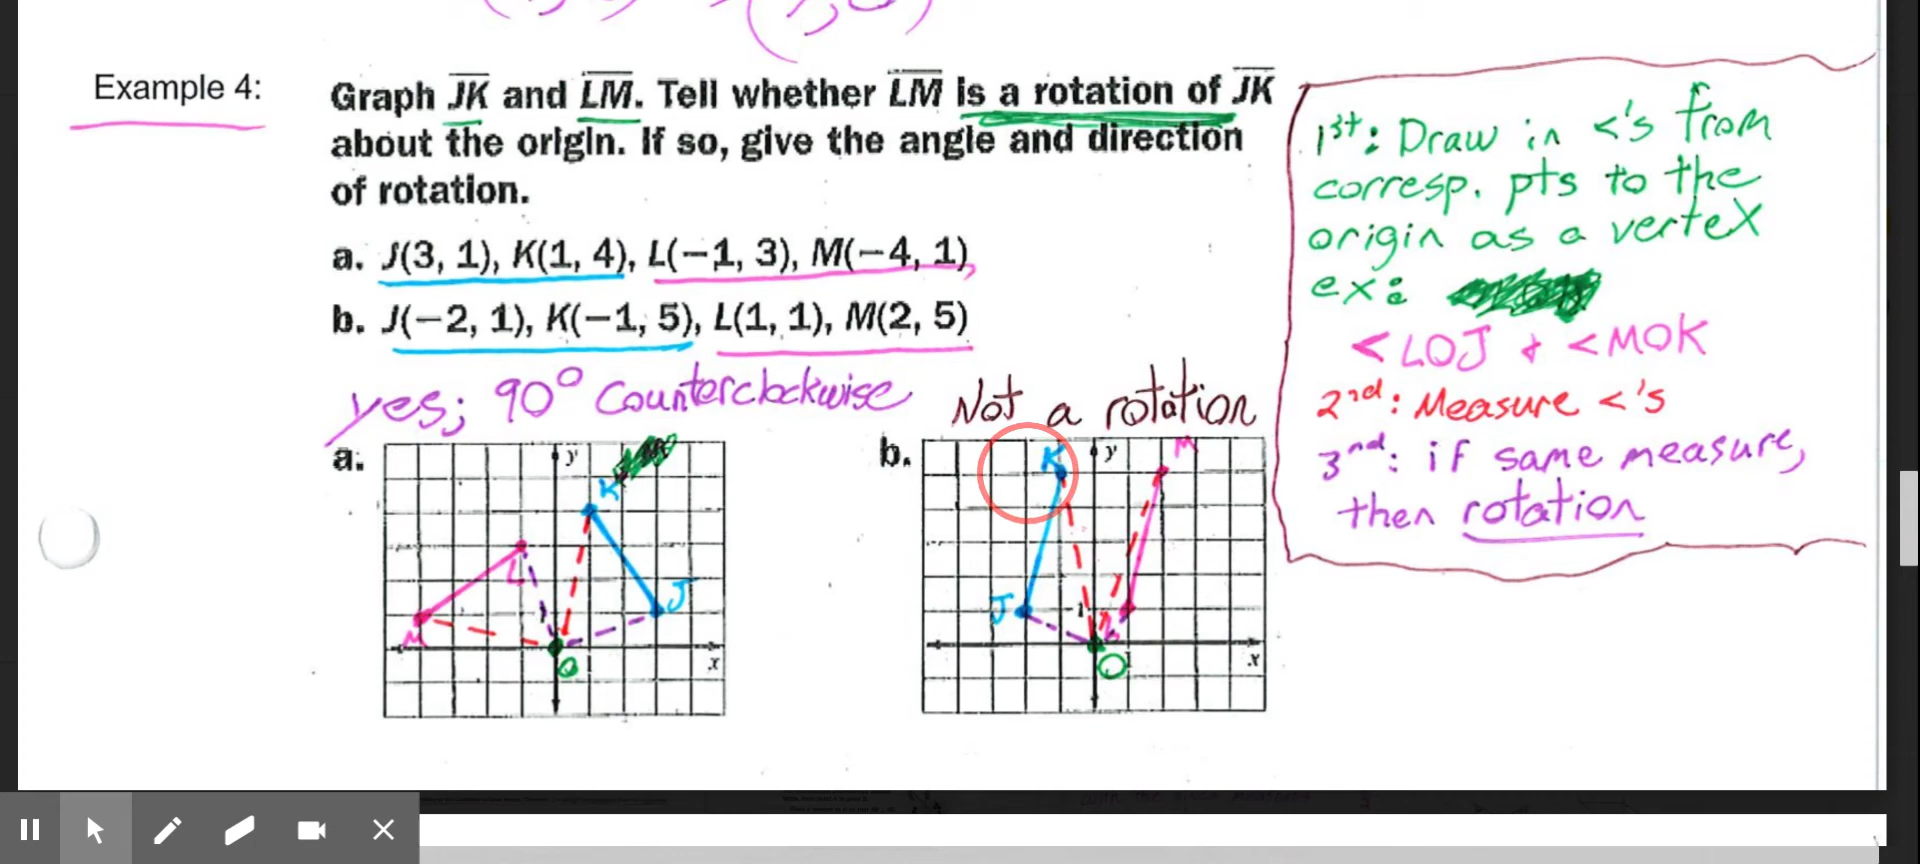 Example 4:
Graph JK and LM. Tell whether LM is a rotation of JK
about the origin. If so, give the angle and direction
of rotation.
a. J(3, 1), K(1, 4), L(−1, 3), M(−4, 1)
b. J(−2, 1), K(−1, 5), L(1, 1), M(2, 5)
yes; 90° Counterclockwise
Not a rotation
1st: Draw in <'s from
corresp. pts to the
origin as a vertex
ex:
<LOJ + <MOK
2nd: Measure <'s
3nd: if same measure,
then rotation
a.
y
K
L
J
M
1
O
x
b.
K
y
M
J
1
L
O
1
x